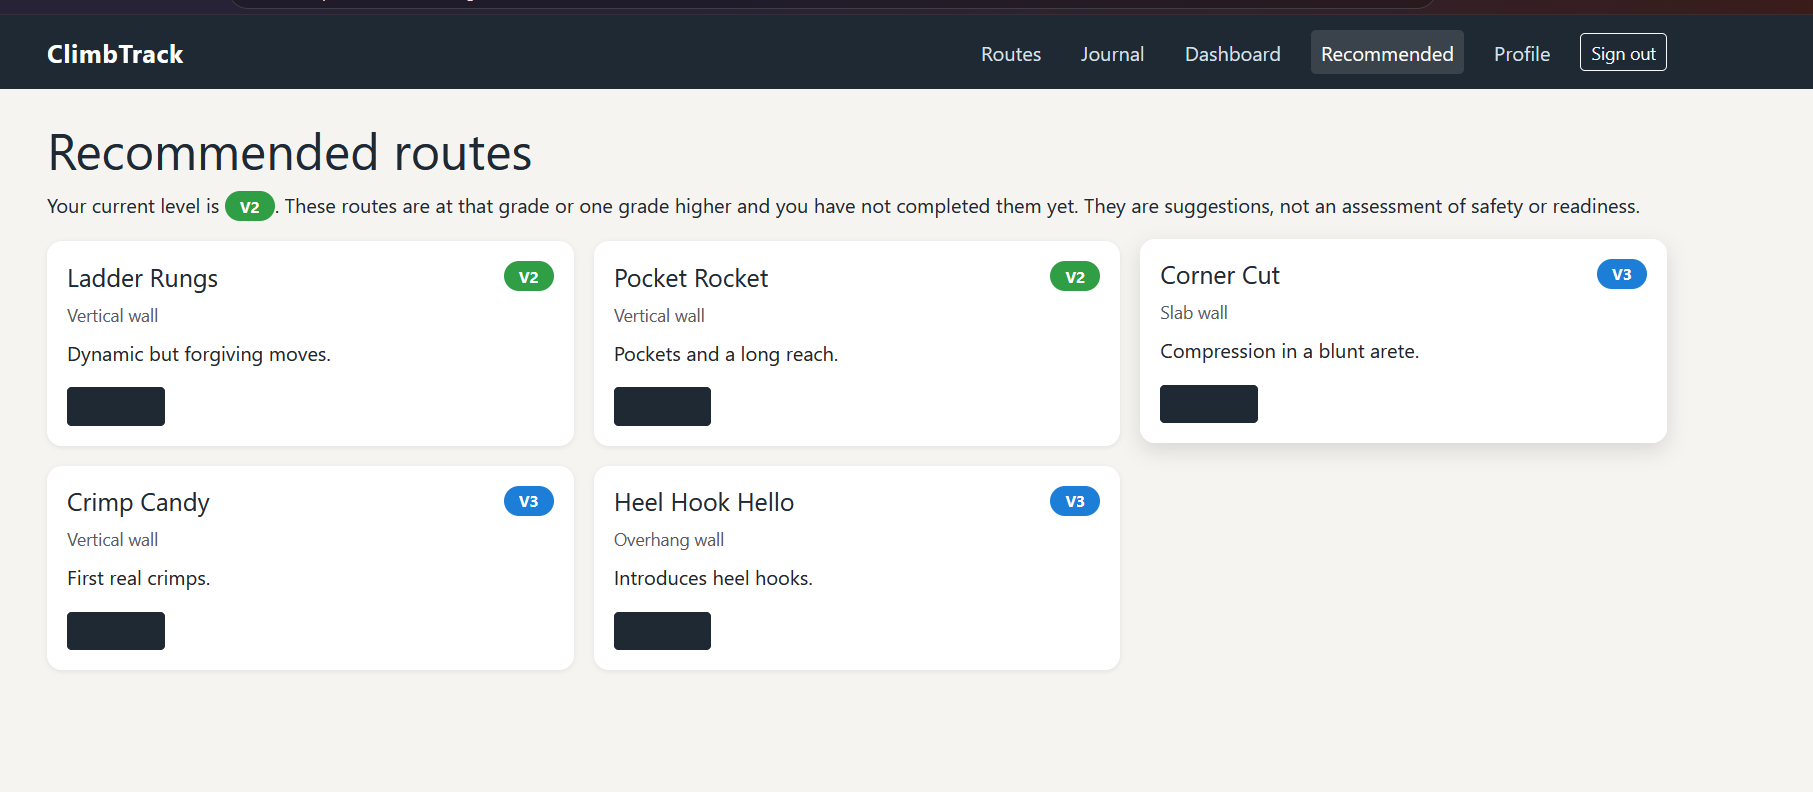 ClimbTrack
Routes
Journal
Dashboard
Recommended
Profile
Sign out
Recommended routes
Your current level is V2. These routes are at that grade or one grade higher and you have not completed them yet. They are suggestions, not an assessment of safety or readiness.
Ladder Rungs
V2
Vertical wall
Dynamic but forgiving moves.
Pocket Rocket
V2
Vertical wall
Pockets and a long reach.
Corner Cut
V3
Slab wall
Compression in a blunt arete.
Crimp Candy
V3
Vertical wall
First real crimps.
Heel Hook Hello
V3
Overhang wall
Introduces heel hooks.